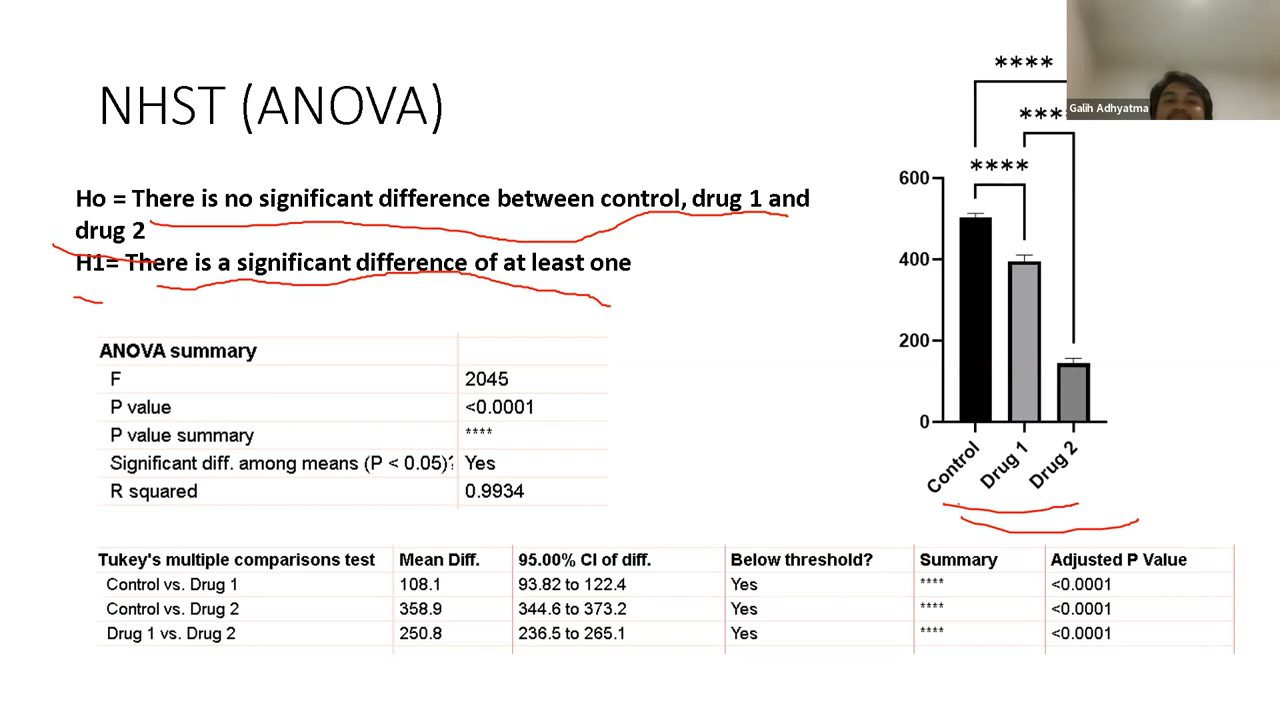 NHST (ANOVA)
Ho = There is no significant difference between control, drug 1 and
drug 2
H1= There is a significant difference of at least one
ANOVA summary
F 2045
P value <0.0001
P value summary ****
Significant diff. among means (P < 0.05)? Yes
R squared 0.9934
****
Galih Adhyatma
***
****
600
400
200
0
Control
Drug 1
Drug 2
Tukey's multiple comparisons test Mean Diff. 95.00% CI of diff. Below threshold? Summary Adjusted P Value
Control vs. Drug 1 108.1 93.82 to 122.4 Yes **** <0.0001
Control vs. Drug 2 358.9 344.6 to 373.2 Yes **** <0.0001
Drug 1 vs. Drug 2 250.8 236.5 to 265.1 Yes **** <0.0001